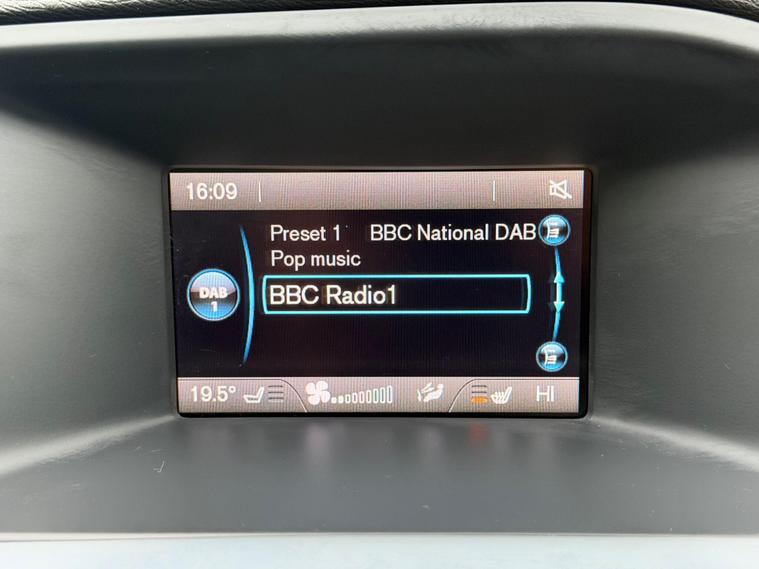 16:09
Preset 1 BBC National DAB
Pop music
DAB
1
BBC Radio1
19.5° HI